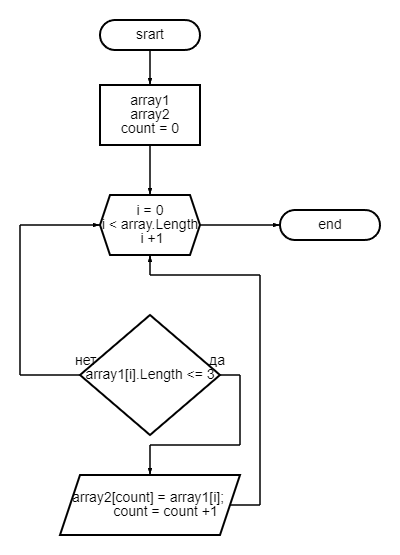 srart
array1
array2
count = 0
i = 0
i < array.Length
i +1
end
нет
да
array1[i].Length <= 3
array2[count] = array1[i];
count = count +1